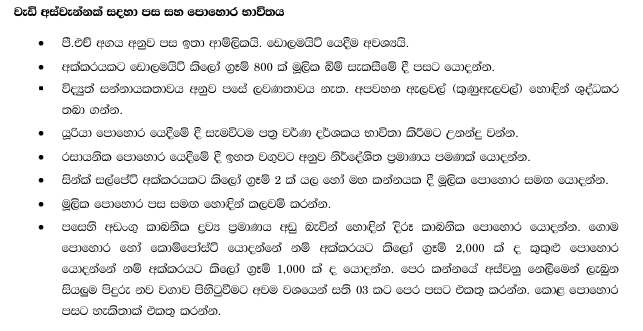 වැඩි අස්වැන්නක් සදහා පස සහ පොහොර භාවිතය
• පී.එච් අගය අනුව පස ඉතා ආම්ලිකයි. ඩොලමයිට් යෙදීම අවශ්‍යයි.
• අක්කරයකට ඩොලමයිට් කිලෝ ග්‍රෑම් 800 ක් මූලික බිම් සැකසීමේ දී පසට යොදන්න.
▪ විද්‍යුත් සන්නායකතාවය අනුව පසේ ලවණතාවය නැත. අපවහන ඇලවල් (කුණුඇලවල්) හොඳින් ශුද්ධකර
තබා ගන්න.
• යූරියා පොහොර යෙදීමේ දී සැමවිටම පත්‍ර වර්ණ දර්ශකය භාවිතා කිරීමට උනන්දු වන්න.
• රසායනික පොහොර යෙදීමේ දී ඉහත වගුවට අනුව නිර්දේශිත ප්‍රමාණය පමණක් යොදන්න.
• සින්ක් සල්පේට් අක්කරයකට කිලෝ ග්‍රෑම් 2 ක් යල හෝ මහ කන්නයක දී මූලික පොහොර සමඟ යොදන්න.
• මූලික පොහොර පස සමඟ හොඳින් කලවම් කරන්න.
• පසෙහි අඩංගු කාබනික ද්‍රව්‍ය ප්‍රමාණය අඩු බැවින් හොඳින් දිරූ කාබනික පොහොර යොදන්න. ගොම
පොහොර හෝ කොම්පෝස්ට් යොදන්නේ නම් අක්කරයට කිලෝ ග්‍රෑම් 2,000 ක් ද කුකුළු පොහොර
යොදන්නේ නම් අක්කරයට කිලෝ ග්‍රෑම් 1,000 ක් ද යොදන්න. පෙර කන්නයේ අස්වනු නෙලීමෙන් ලැබුන
සියලුම පිදුරු නව වගාව පිහිටුවීමට අවම වශයෙන් සති 03 කට පෙර පසට එකතු කරන්න. කොළ පොහොර
පසට හැකිතාක් එකතු කරන්න.